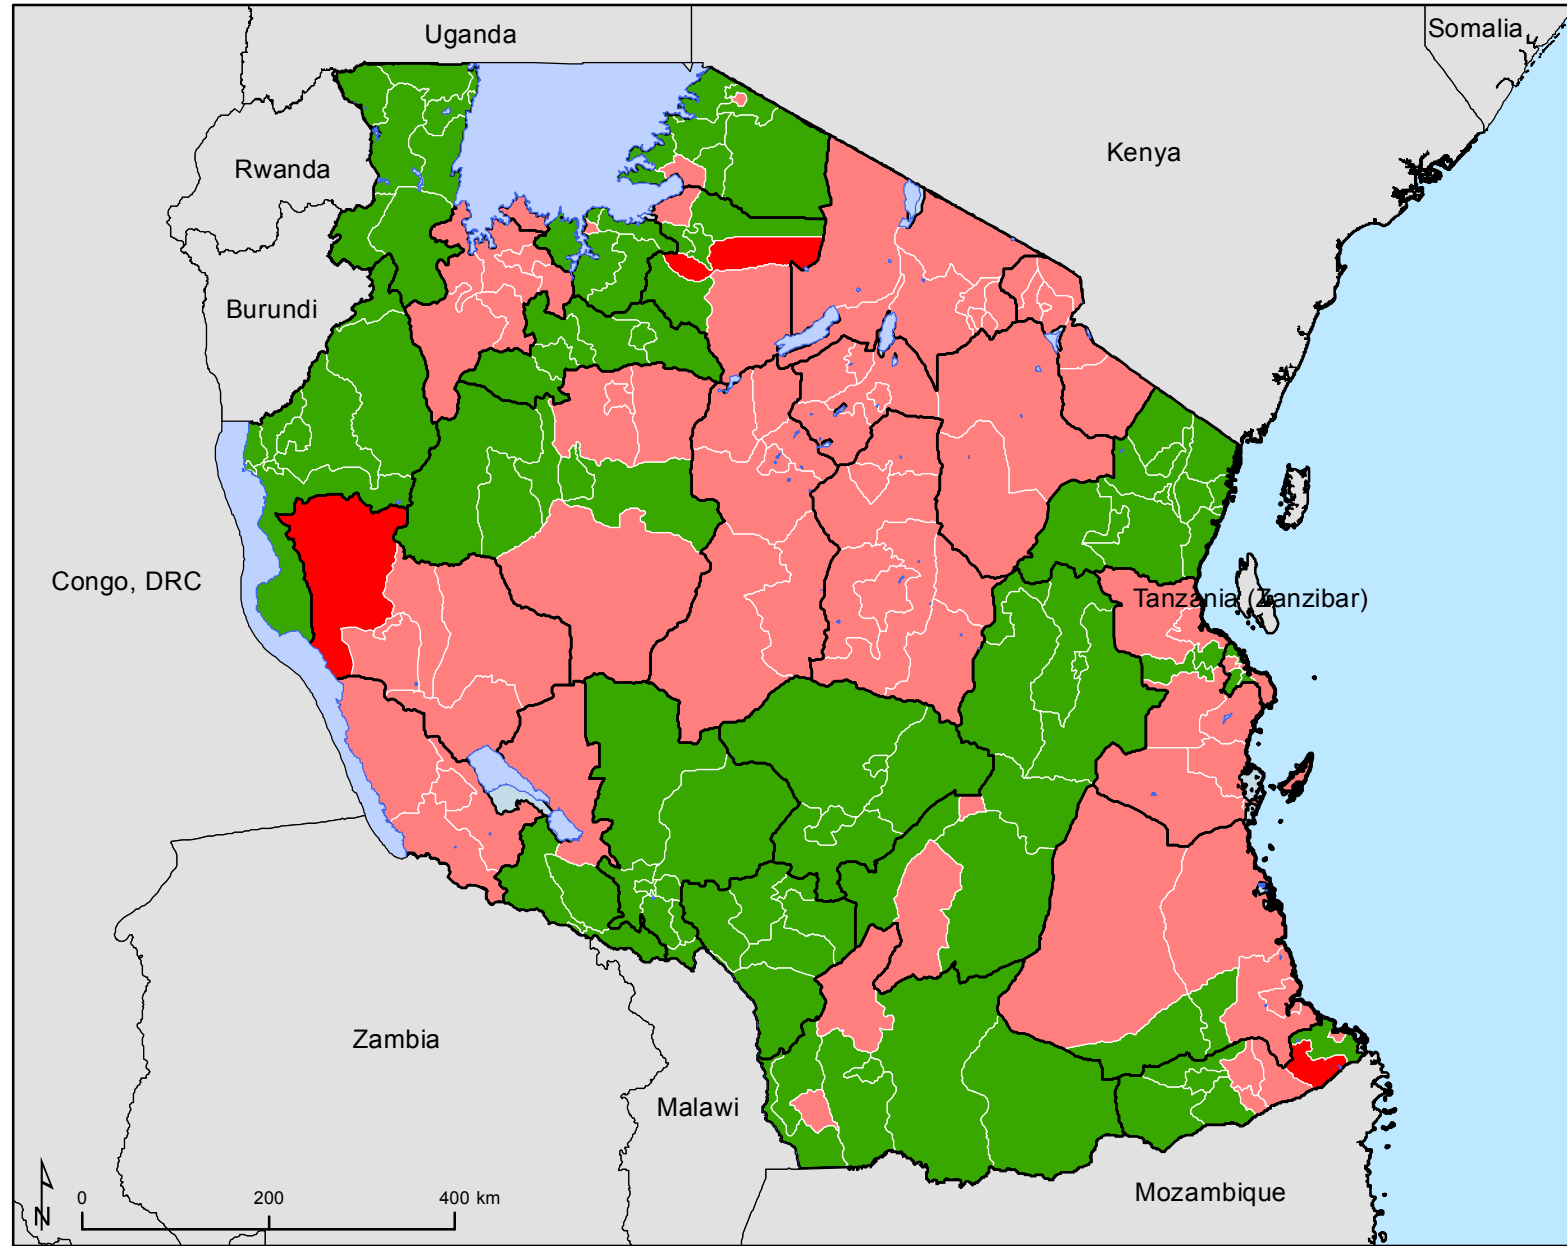 Uganda
Somalia
Kenya
Rwanda
Burundi
Congo, DRC
Tanzania (Zanzibar)
Zambia
Malawi
Mozambique
N
0 200 400 km